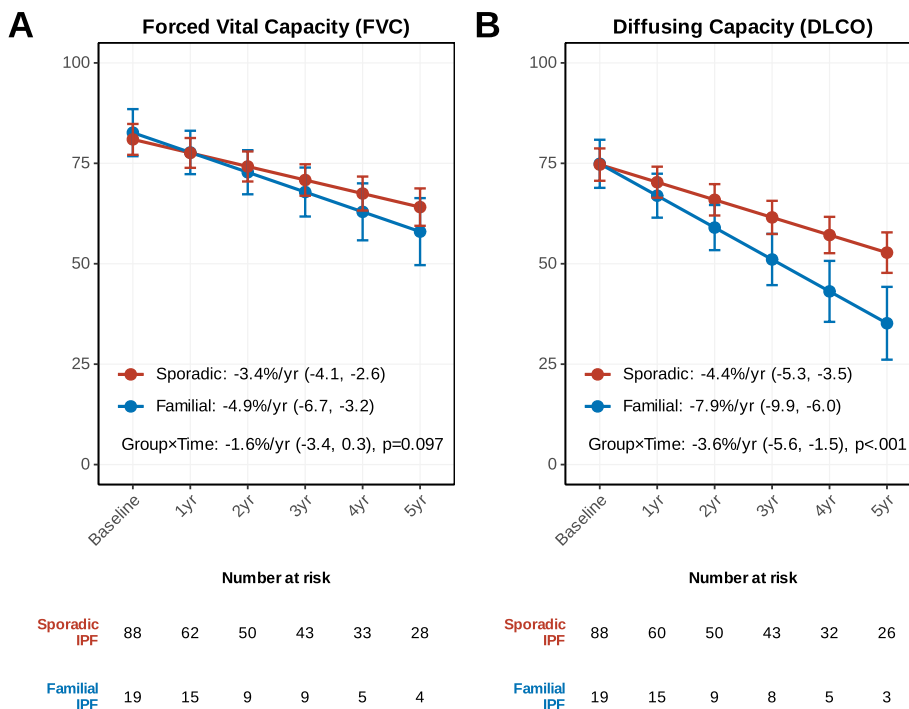 A
Forced Vital Capacity (FVC)
100
75
50
25
0
Sporadic: -3.4%/yr (-4.1, -2.6)
Familial: -4.9%/yr (-6.7, -3.2)
Group×Time: -1.6%/yr (-3.4, 0.3), p=0.097
Baseline
1yr
2yr
3yr
4yr
5yr
Number at risk
Sporadic
IPF
88 62 50 43 33 28
Familial
IPF
19 15 9 9 5 4
B
Diffusing Capacity (DLCO)
100
75
50
25
0
Sporadic: -4.4%/yr (-5.3, -3.5)
Familial: -7.9%/yr (-9.9, -6.0)
Group×Time: -3.6%/yr (-5.6, -1.5), p<.001
Baseline
1yr
2yr
3yr
4yr
5yr
Number at risk
Sporadic
IPF
88 60 50 43 32 26
Familial
IPF
19 15 9 8 5 3